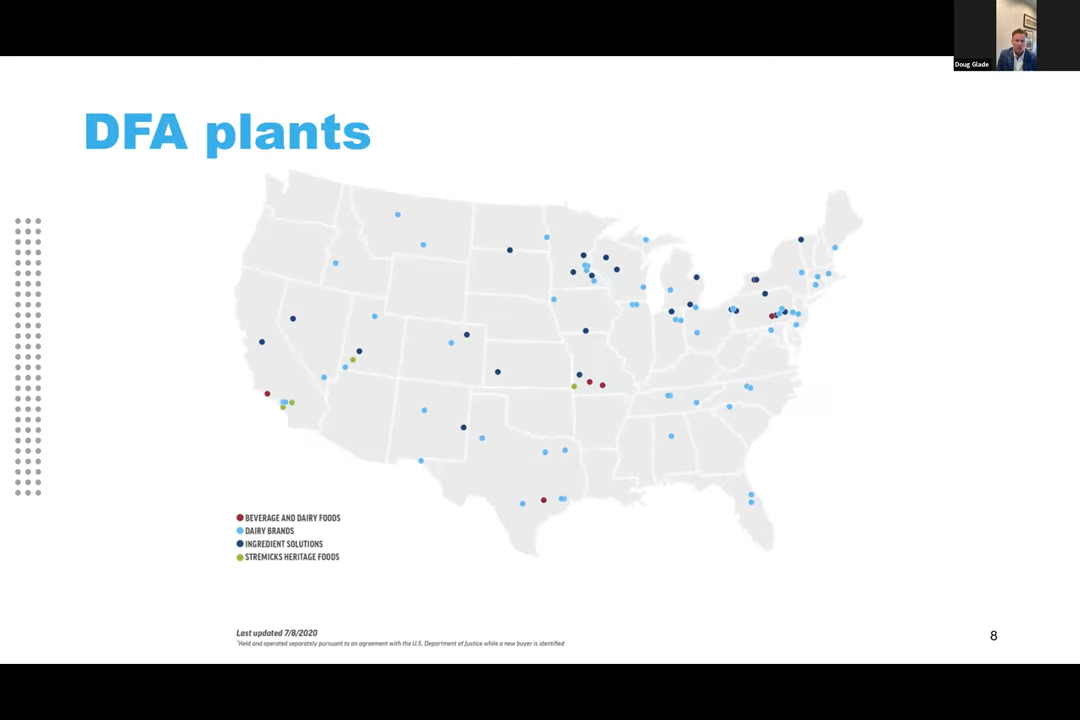 Doug Glade
DFA plants
BEVERAGE AND DAIRY FOODS
DAIRY BRANDS
INGREDIENT SOLUTIONS
STREMICKS HERITAGE FOODS
Last updated 7/8/2020
*Held and operated separately pursuant to an agreement with the U.S. Department of Justice while a new buyer is identified
8